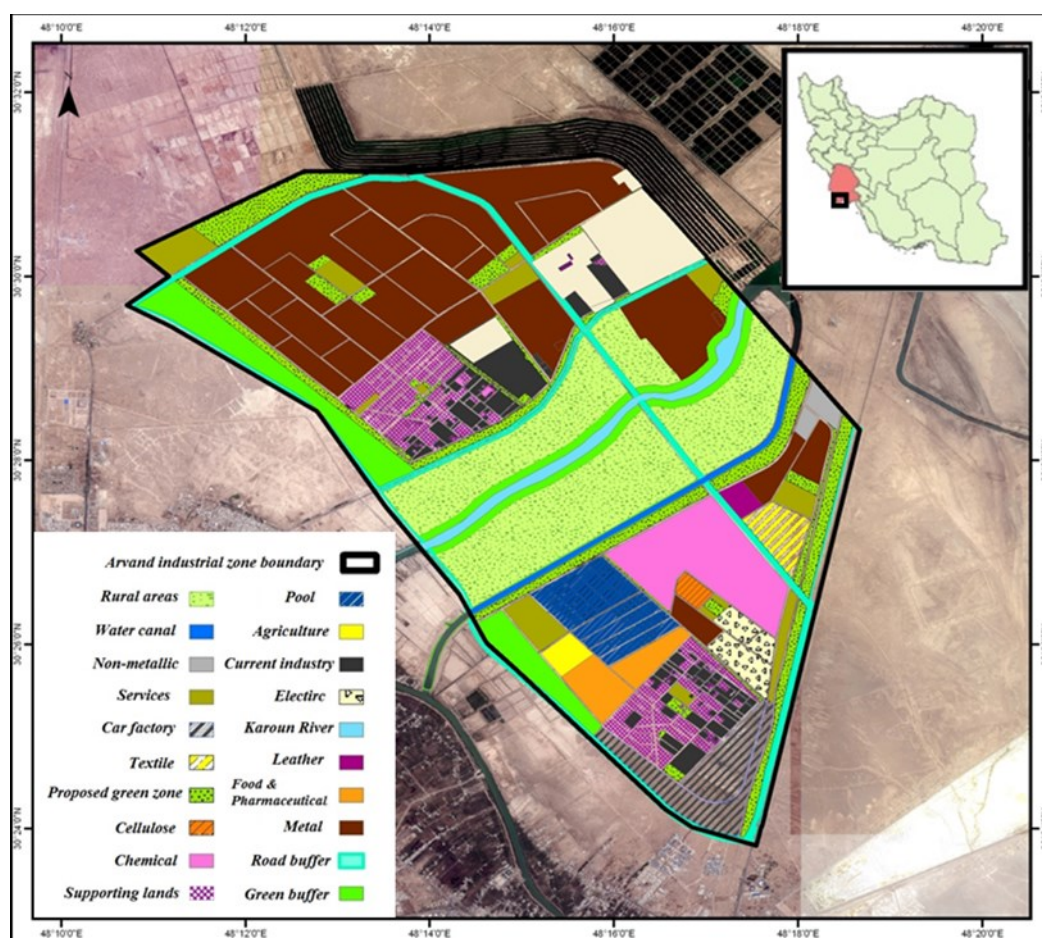 48°10'0"E 48°12'0"E 48°14'0"E 48°16'0"E 48°18'0"E 48°20'0"E
30°32'0"N
30°30'0"N
30°28'0"N
30°26'0"N
30°24'0"N
Arvand industrial zone boundary
Rural areas Pool
Water canal Agriculture
Non-metallic Current industry
Services Electirc
Car factory Karoun River
Textile Leather
Proposed green zone Food &
Pharmaceutical
Cellulose Metal
Chemical Road buffer
Supporting lands Green buffer
48°10'0"E 48°12'0"E 48°14'0"E 48°16'0"E 48°18'0"E 48°20'0"E